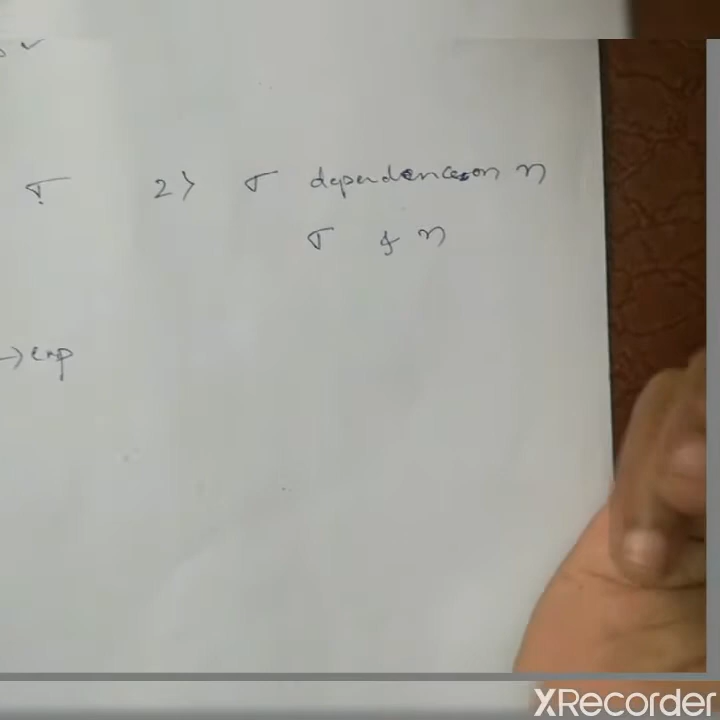 σ 2) σ dependence on n
σ & n
→ exp
XRecorder